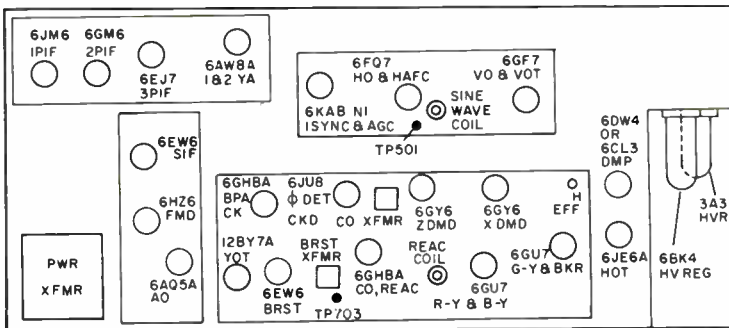 6JM6
1PIF
6GM6
2PIF
6EJ7
3PIF
6AW8A
1&2 YA
6FQ7
HO & HAFC
6GF7
VO & VOT
6KA8 NI
1SYNC & AGC
SINE
WAVE
COIL
TP501
6DW4
OR
6CL3
DMP
3A3
HVR
6EW6
SIF
6HZ6
FMD
6AQ5A
AO
PWR
XFMR
6GH8A
BPA
CK
6JU8
ϕ DET
CKD
CO XFMR
6GY6
Z DMD
6GY6
X DMD
H
EFF
12BY7A
YOT
BRST
XFMR
6EW6
BRST
TP703
6GH8A
CO, REAC
REAC
COIL
6GU7
R-Y & B-Y
6GU7
G-Y & BKR
6JE6A
HOT
6BK4
HV REG